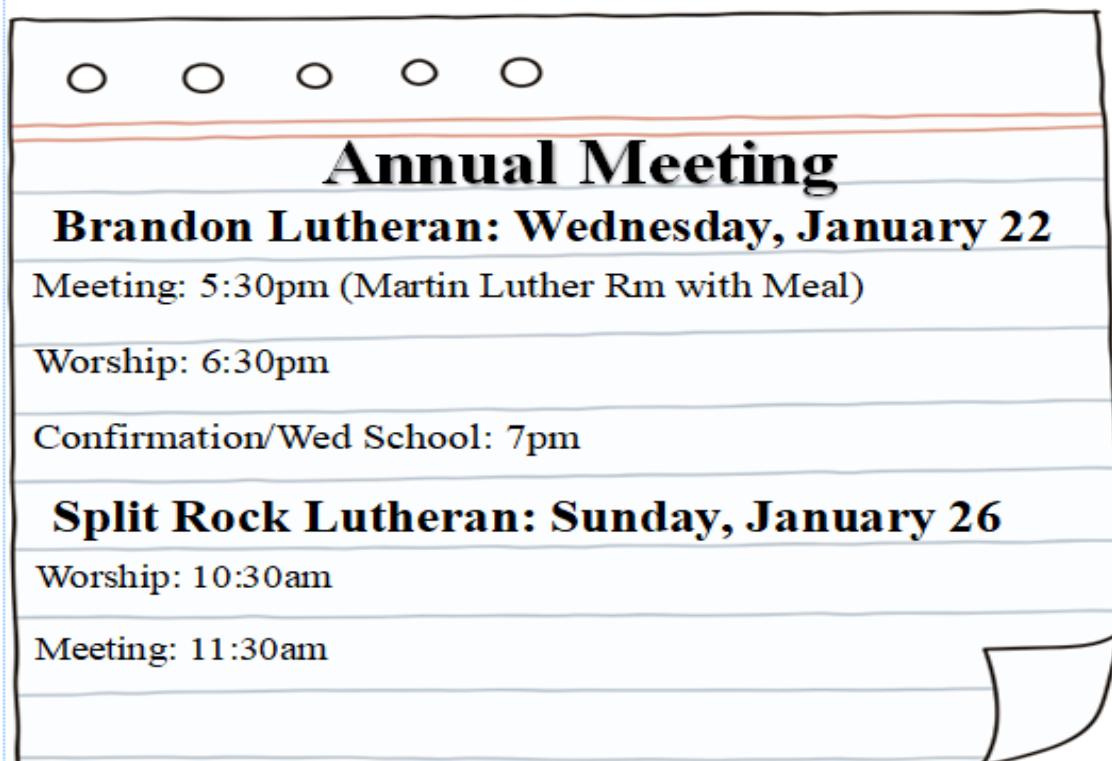 Annual Meeting
Brandon Lutheran: Wednesday, January 22
Meeting: 5:30pm (Martin Luther Rm with Meal)
Worship: 6:30pm
Confirmation/Wed School: 7pm
Split Rock Lutheran: Sunday, January 26
Worship: 10:30am
Meeting: 11:30am